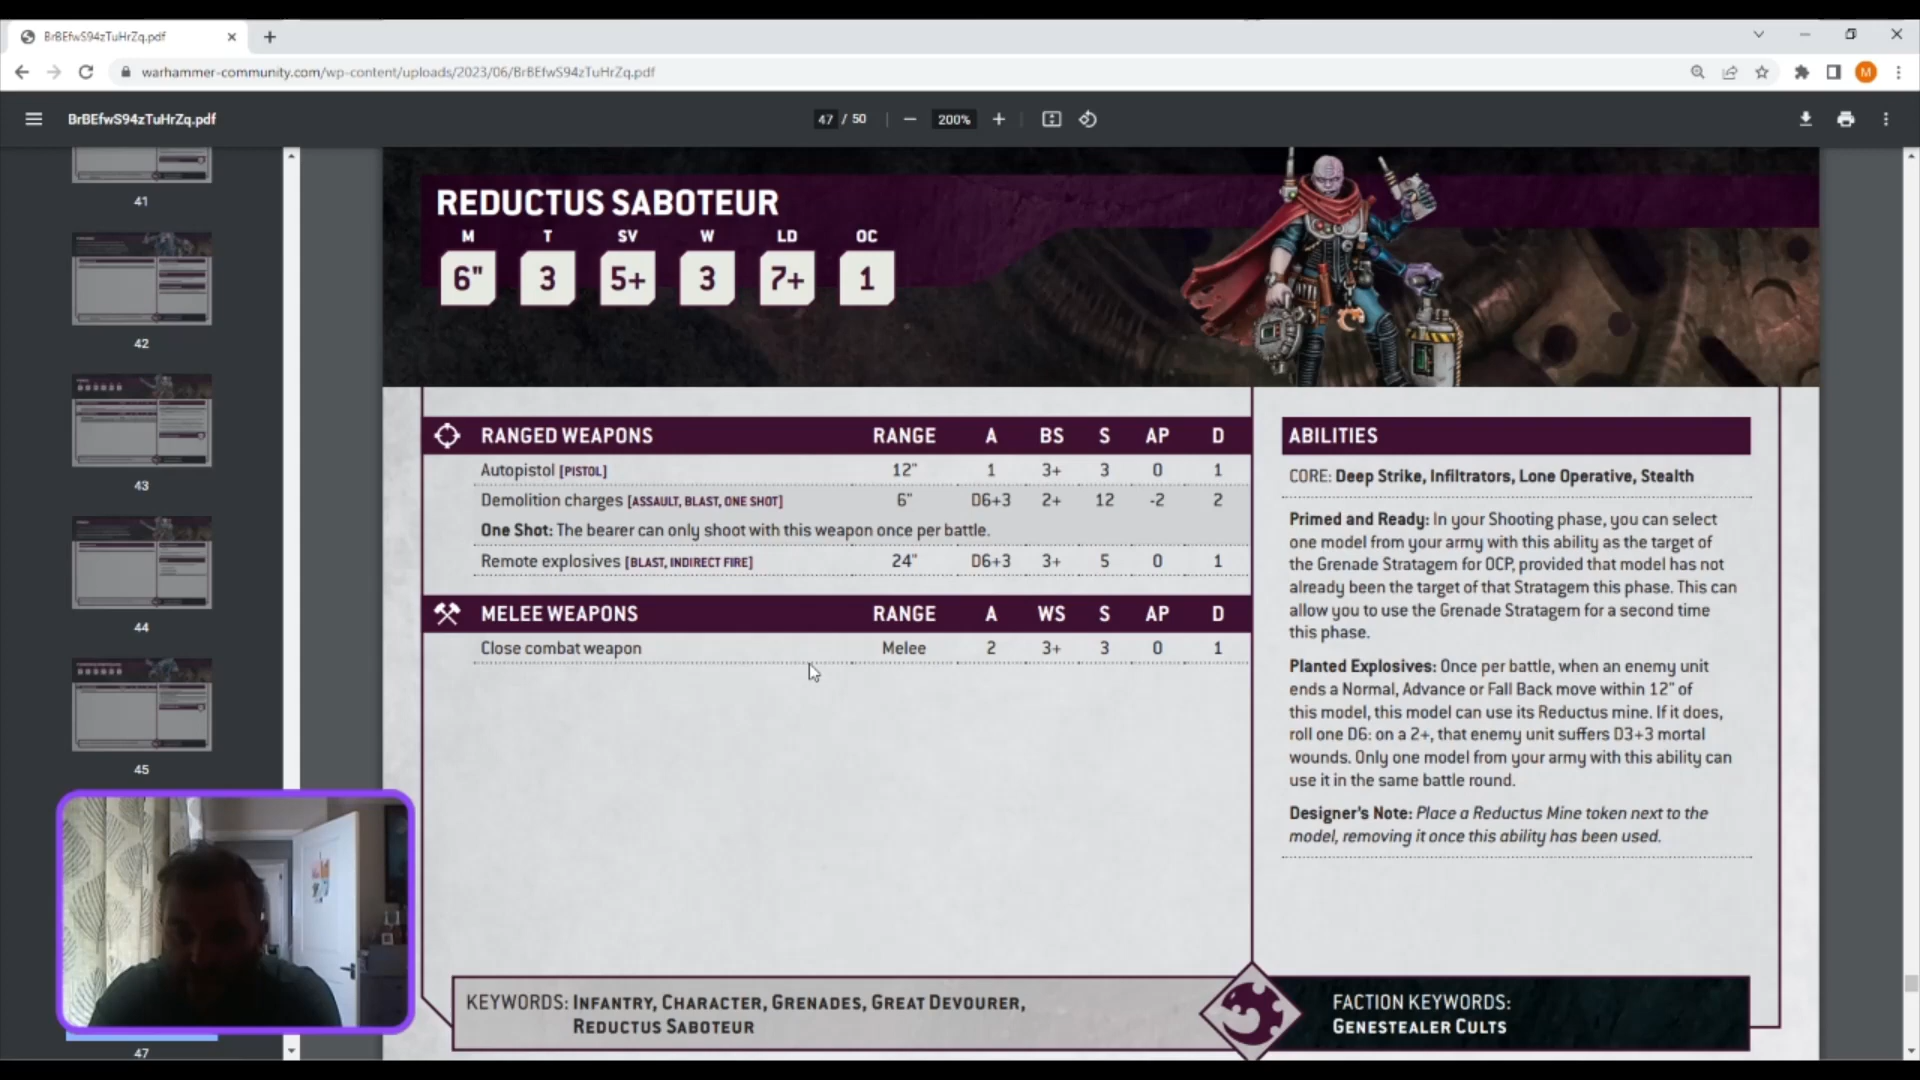 BrBEfwS94zTuHrZq.pdf
warhammer-community.com/wp-content/uploads/2023/06/BrBEfwS94zTuHrZq.pdf
M
BrBEfwS94zTuHrZq.pdf
47 / 50
200%
41
42
43
44
45
47
REDUCTUS SABOTEUR
M T SV W LD OC
6" 3 5+ 3 7+ 1
RANGED WEAPONS RANGE A BS S AP D
Autopistol [PISTOL] 12" 1 3+ 3 0 1
Demolition charges [ASSAULT, BLAST, ONE SHOT] 6" D6+3 2+ 12 -2 2
One Shot: The bearer can only shoot with this weapon once per battle.
Remote explosives [BLAST, INDIRECT FIRE] 24" D6+3 3+ 5 0 1
MELEE WEAPONS RANGE A WS S AP D
Close combat weapon Melee 2 3+ 3 0 1
ABILITIES
CORE: Deep Strike, Infiltrators, Lone Operative, Stealth
Primed and Ready: In your Shooting phase, you can select
one model from your army with this ability as the target of
the Grenade Stratagem for 0CP, provided that model has not
already been the target of that Stratagem this phase. This can
allow you to use the Grenade Stratagem for a second time
this phase.
Planted Explosives: Once per battle, when an enemy unit
ends a Normal, Advance or Fall Back move within 12" of
this model, this model can use its Reductus mine. If it does,
roll one D6: on a 2+, that enemy unit suffers D3+3 mortal
wounds. Only one model from your army with this ability can
use it in the same battle round.
Designer's Note: Place a Reductus Mine token next to the
model, removing it once this ability has been used.
KEYWORDS: INFANTRY, CHARACTER, GRENADES, GREAT DEVOURER,
REDUCTUS SABOTEUR
FACTION KEYWORDS:
GENESTEALER CULTS